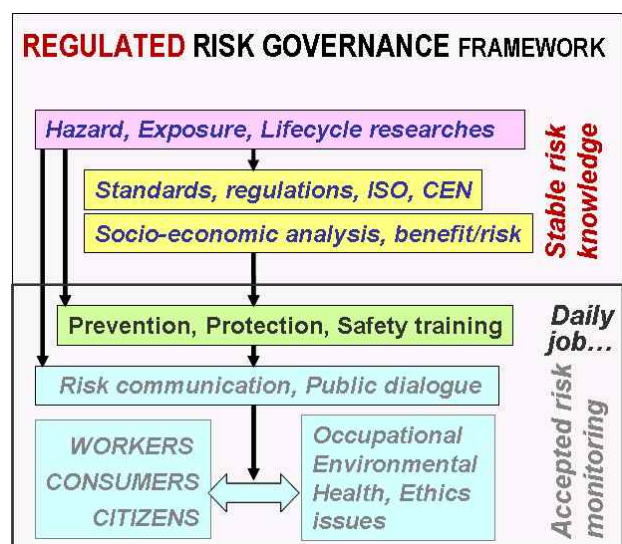 REGULATED RISK GOVERNANCE FRAMEWORK
Hazard, Exposure, Lifecycle researches
Standards, regulations, ISO, CEN
Socio-economic analysis, benefit/risk
Stable risk
knowledge
Prevention, Protection, Safety training
Daily
job...
Risk communication, Public dialogue
WORKERS
CONSUMERS
CITIZENS
Occupational
Environmental
Health, Ethics
issues
Accepted risk
monitoring